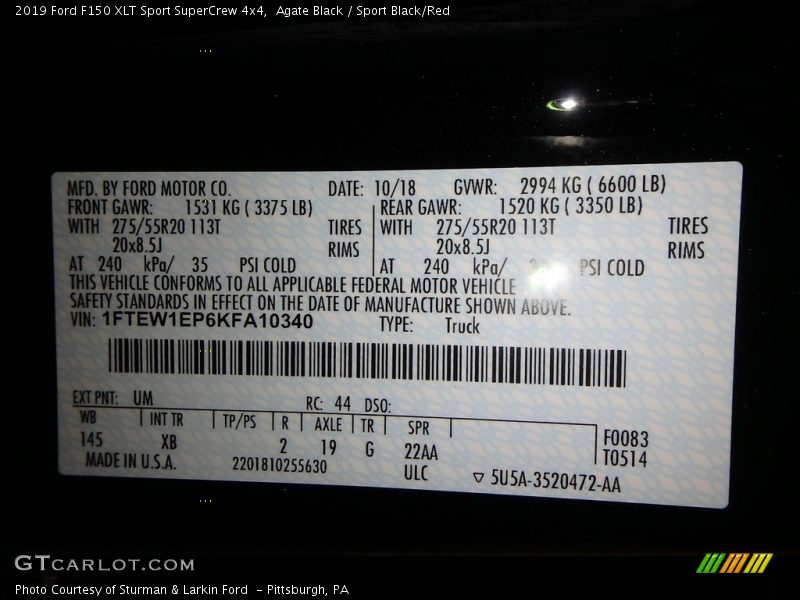 2019 Ford F150 XLT Sport SuperCrew 4x4,  Agate Black / Sport Black/Red
MFD. BY FORD MOTOR CO. DATE: 10/18 GVWR: 2994 KG ( 6600 LB)
FRONT GAWR: 1531 KG ( 3375 LB) REAR GAWR: 1520 KG ( 3350 LB)
WITH 275/55R20 113T TIRES WITH 275/55R20 113T TIRES
20x8.5J RIMS 20x8.5J RIMS
AT 240 kPa/ 35 PSI COLD AT 240 kPa/ PSI COLD
THIS VEHICLE CONFORMS TO ALL APPLICABLE FEDERAL MOTOR VEHICLE
SAFETY STANDARDS IN EFFECT ON THE DATE OF MANUFACTURE SHOWN ABOVE.
VIN: 1FTEW1EP6KFA10340 TYPE: Truck
EXT PNT: UM RC: 44 DSO:
WB INT TR TP/PS R AXLE TR SPR
145 XB 2 19 G 22AA F0083
MADE IN U.S.A. 2201810255630 ULC T0514
▽ 5U5A-3520472-AA
GTCARLOT.COM
Photo Courtesy of Sturman & Larkin Ford  - Pittsburgh, PA